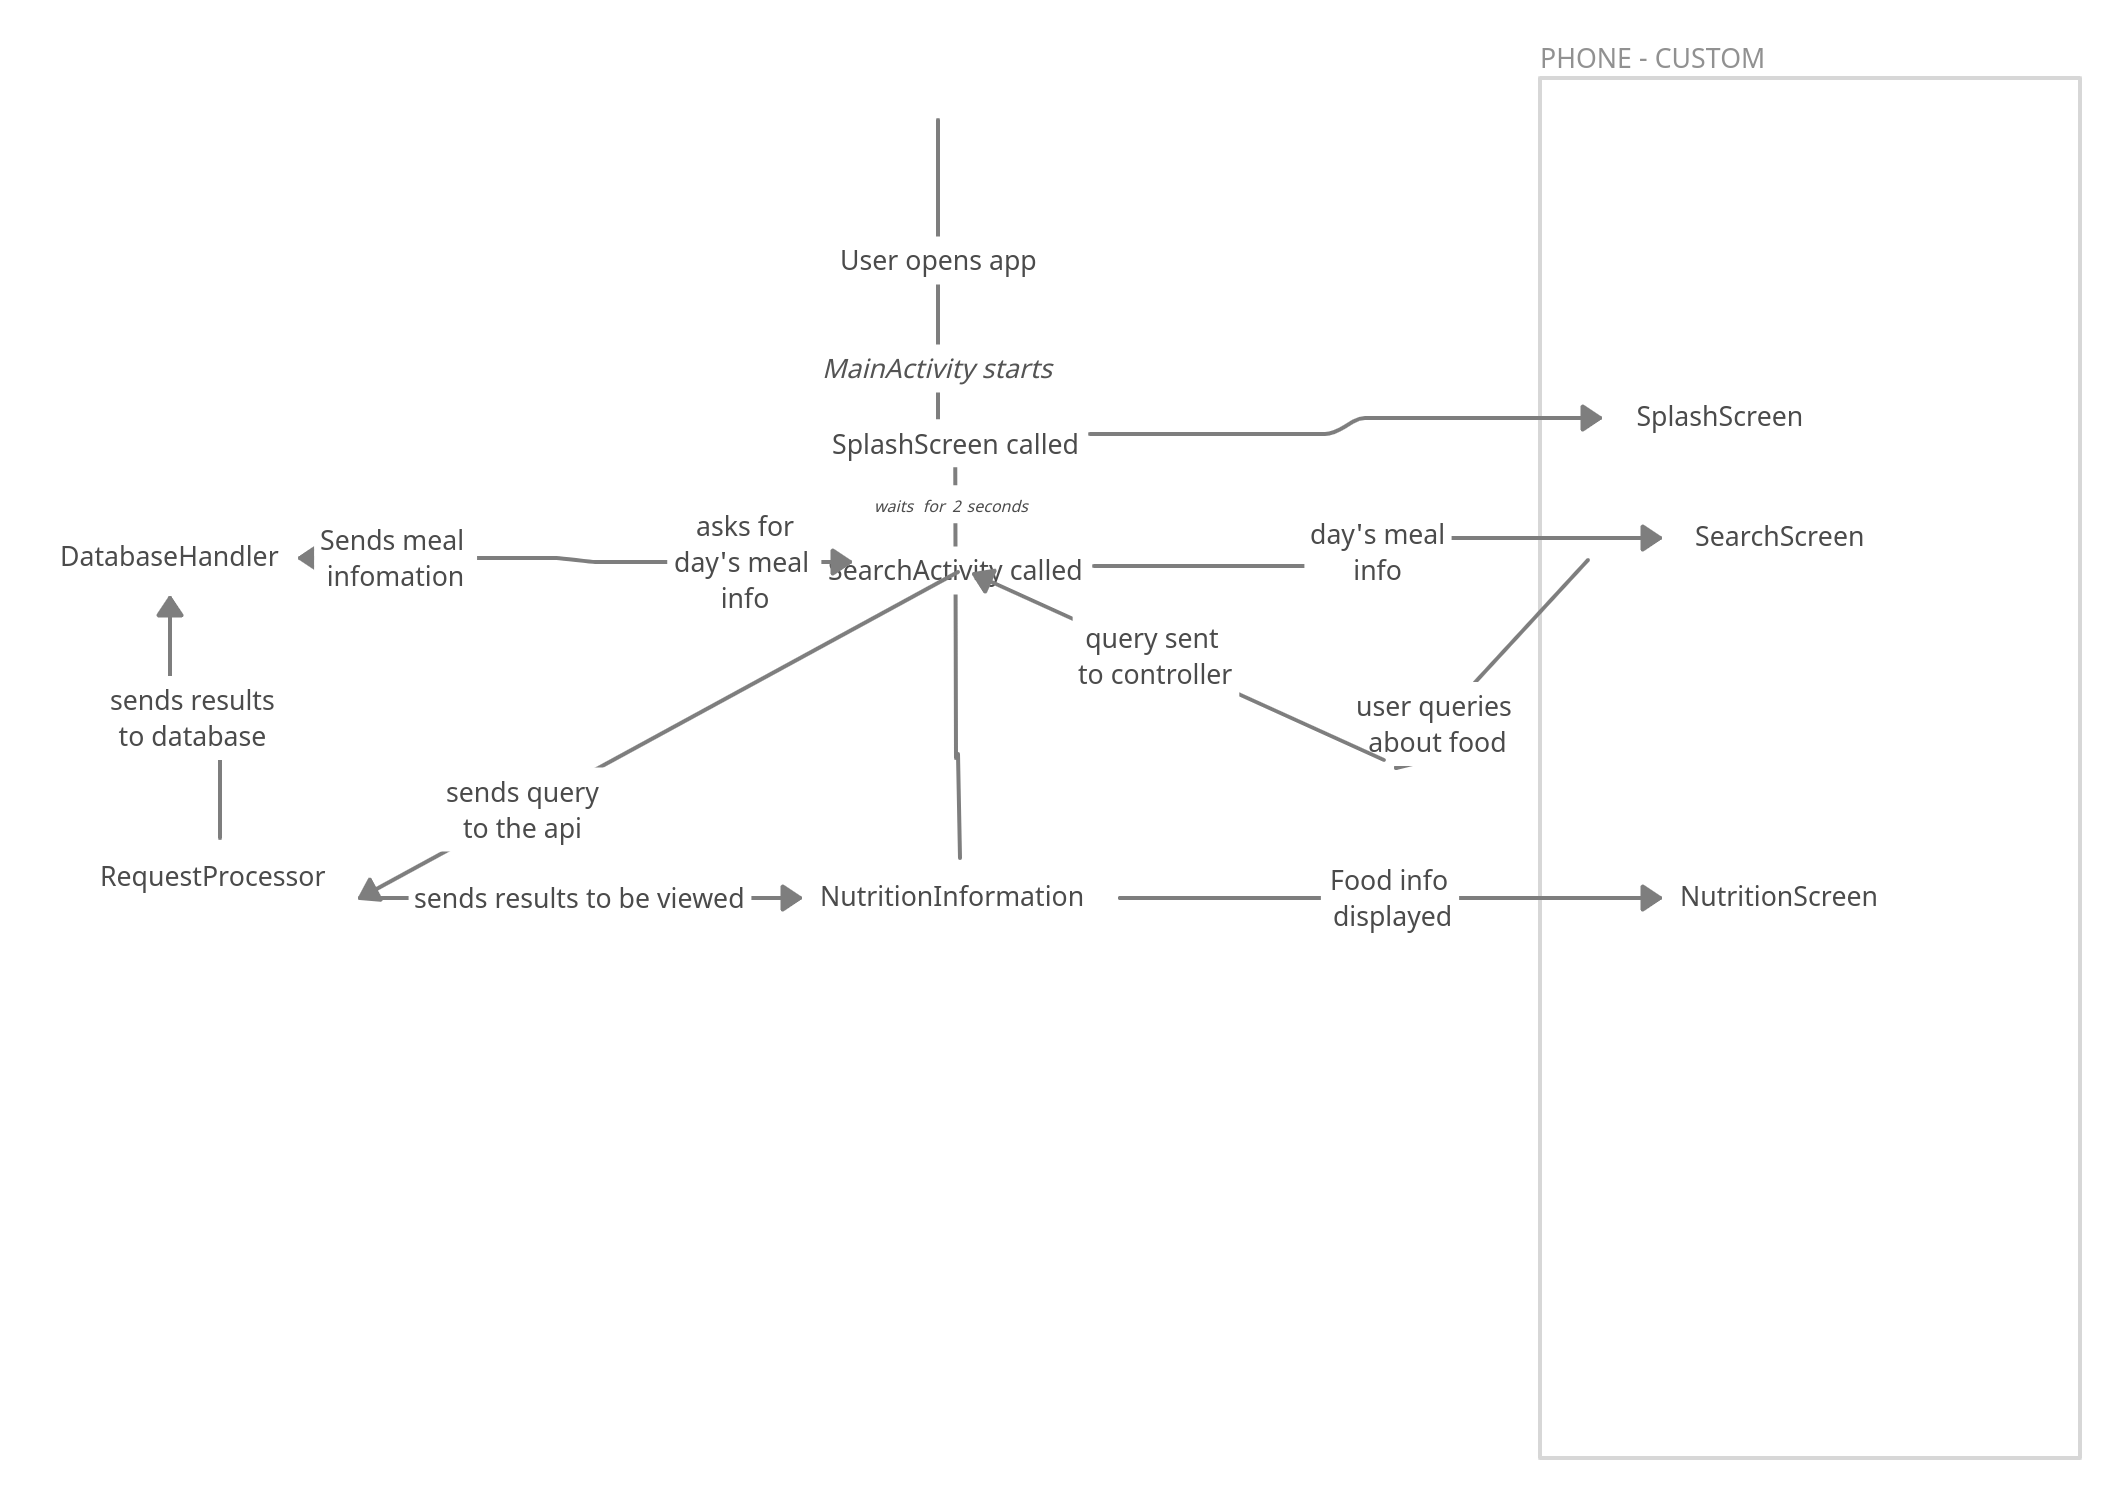 PHONE - CUSTOM
User opens app
MainActivity starts
SplashScreen called
SplashScreen
waits for 2 seconds
DatabaseHandler
Sends meal
infomation
asks for
day's meal
info
SearchActivity called
day's meal
info
SearchScreen
query sent
to controller
user queries
about food
sends results
to database
sends query
to the api
RequestProcessor
sends results to be viewed
NutritionInformation
Food info
displayed
NutritionScreen